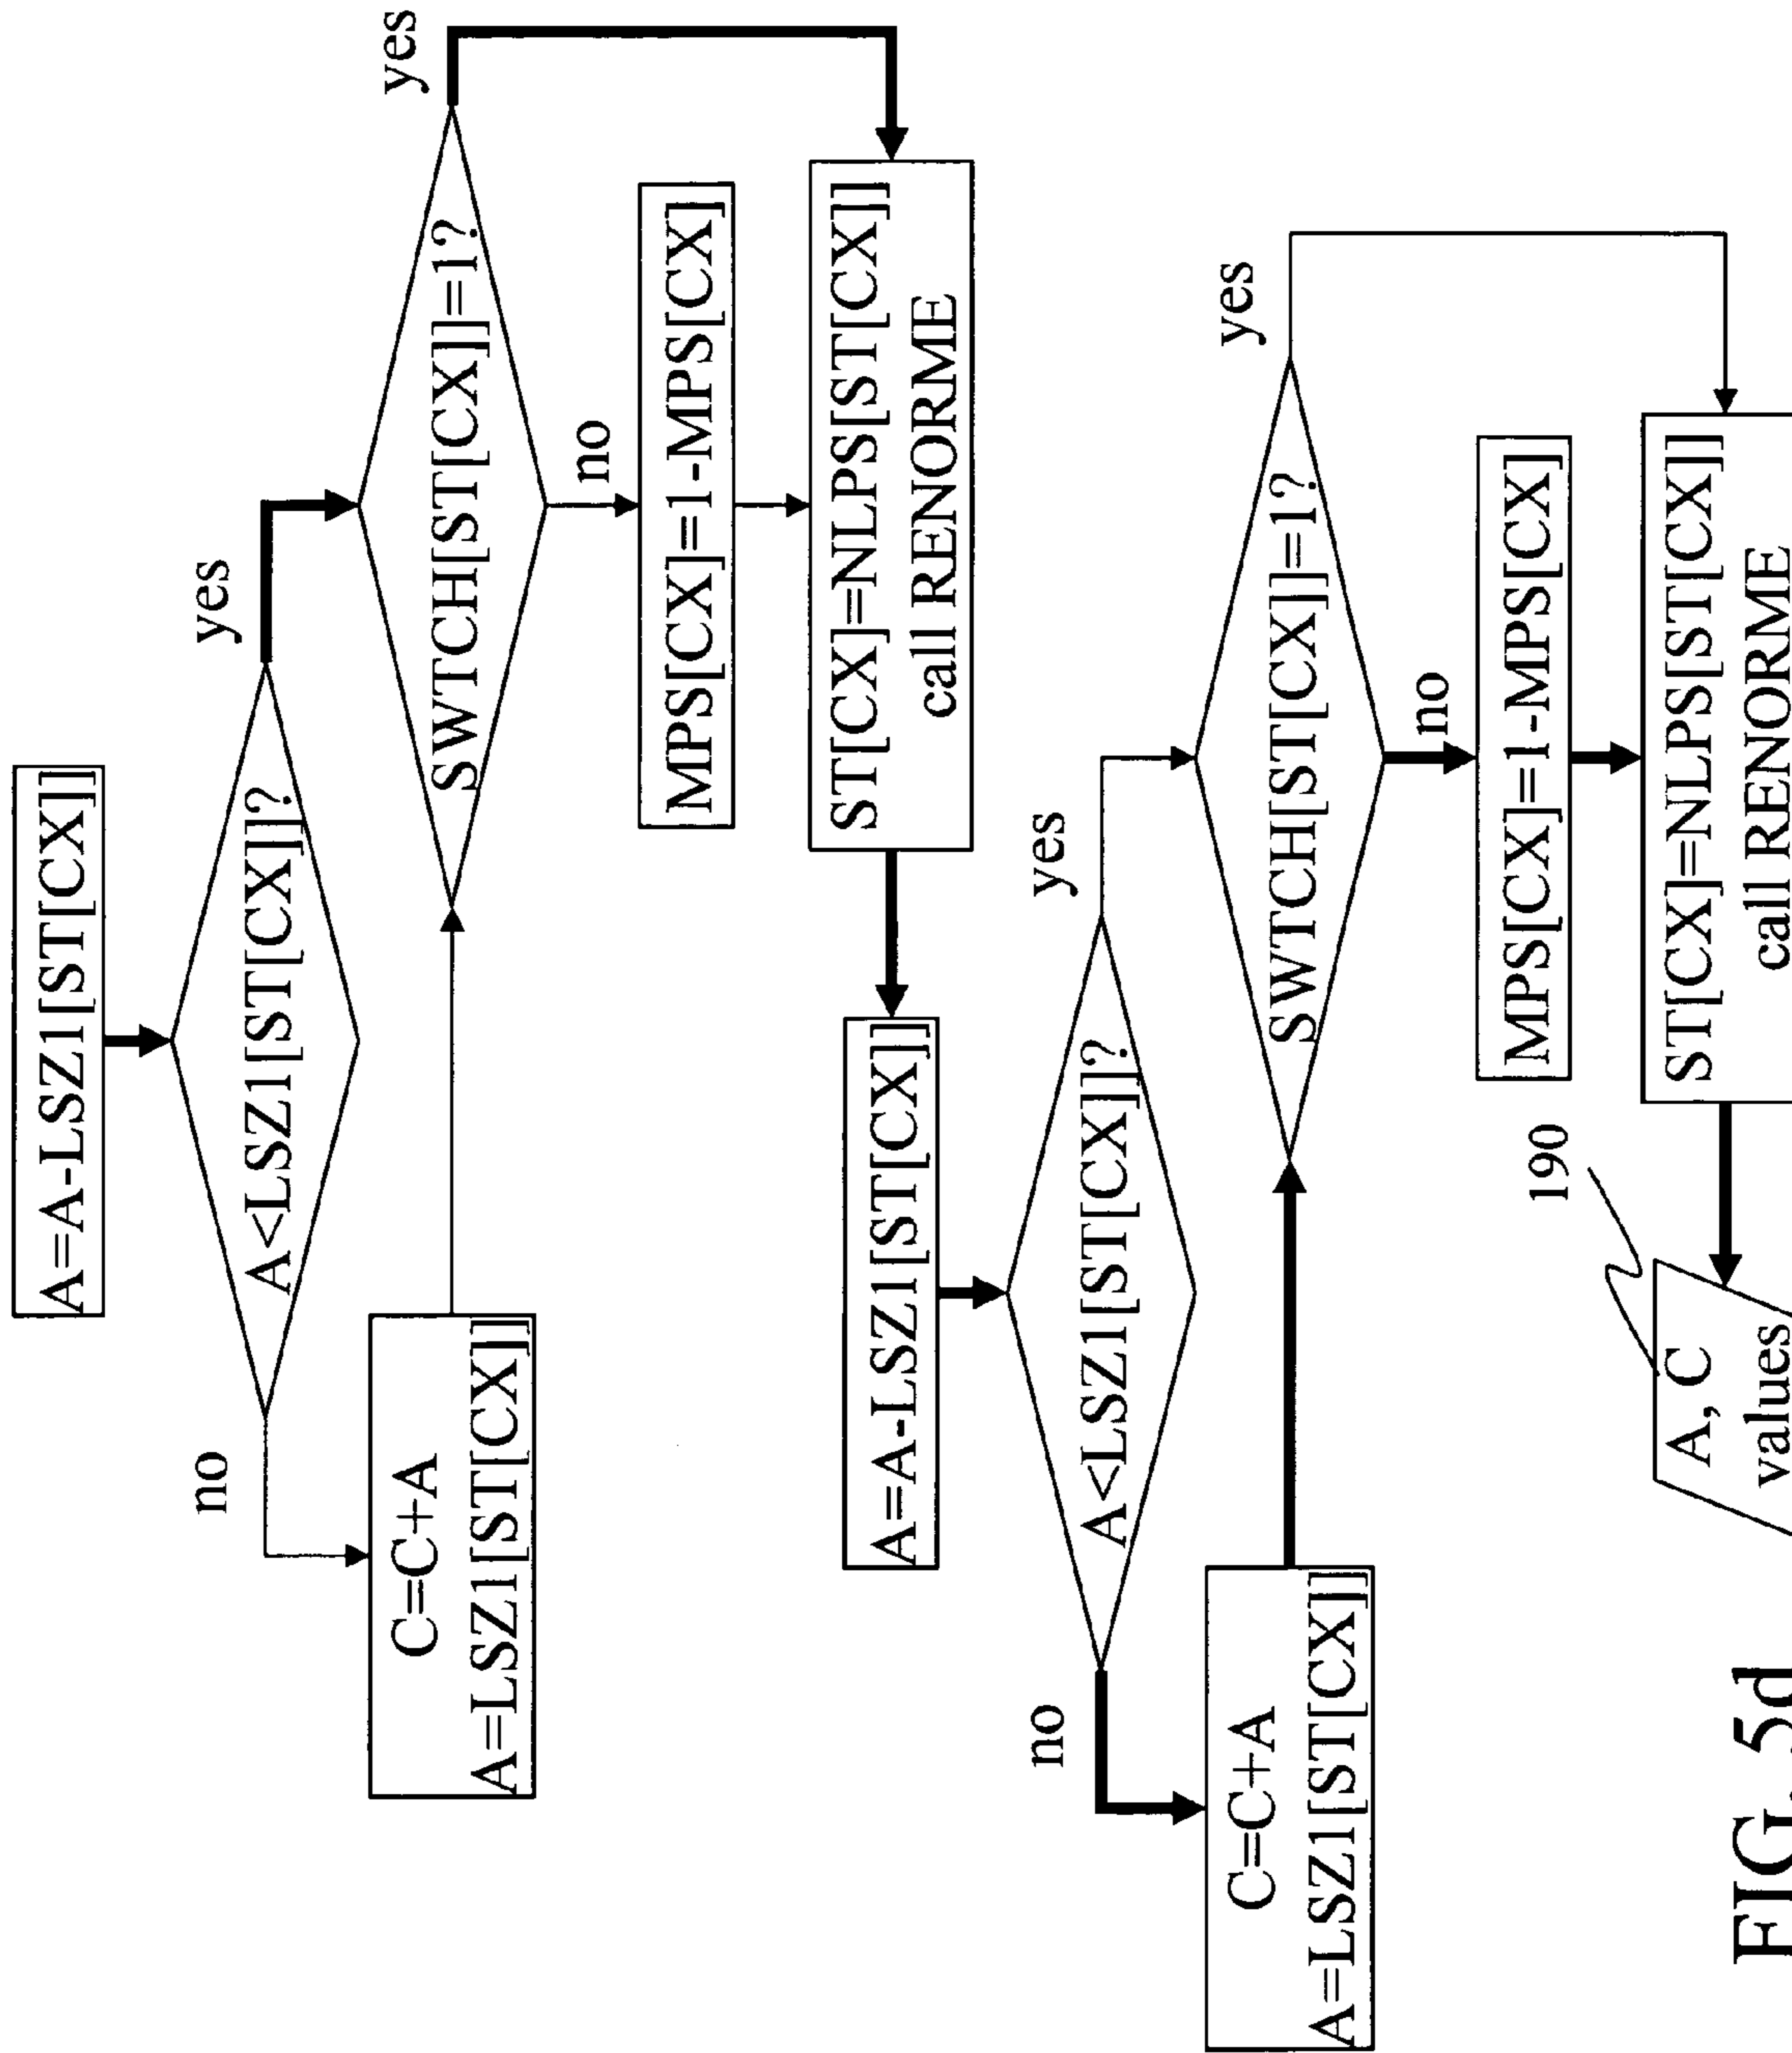 A=A-LSZ1[ST[CX]]
A<LSZ1[ST[CX]]?
yes
no
C=C+A
A=LSZ1[ST[CX]]
SWTCH[ST[CX]]=1?
yes
no
MPS[CX]=1-MPS[CX]
ST[CX]=NLPS[ST[CX]]
call RENORME
A=A-LSZ1[ST[CX]]
A<LSZ1[ST[CX]]?
yes
no
C=C+A
A=LSZ1[ST[CX]]
SWTCH[ST[CX]]=1?
yes
no
MPS[CX]=1-MPS[CX]
ST[CX]=NLPS[ST[CX]]
call RENORME
190
A, C
values
FIG. 5d